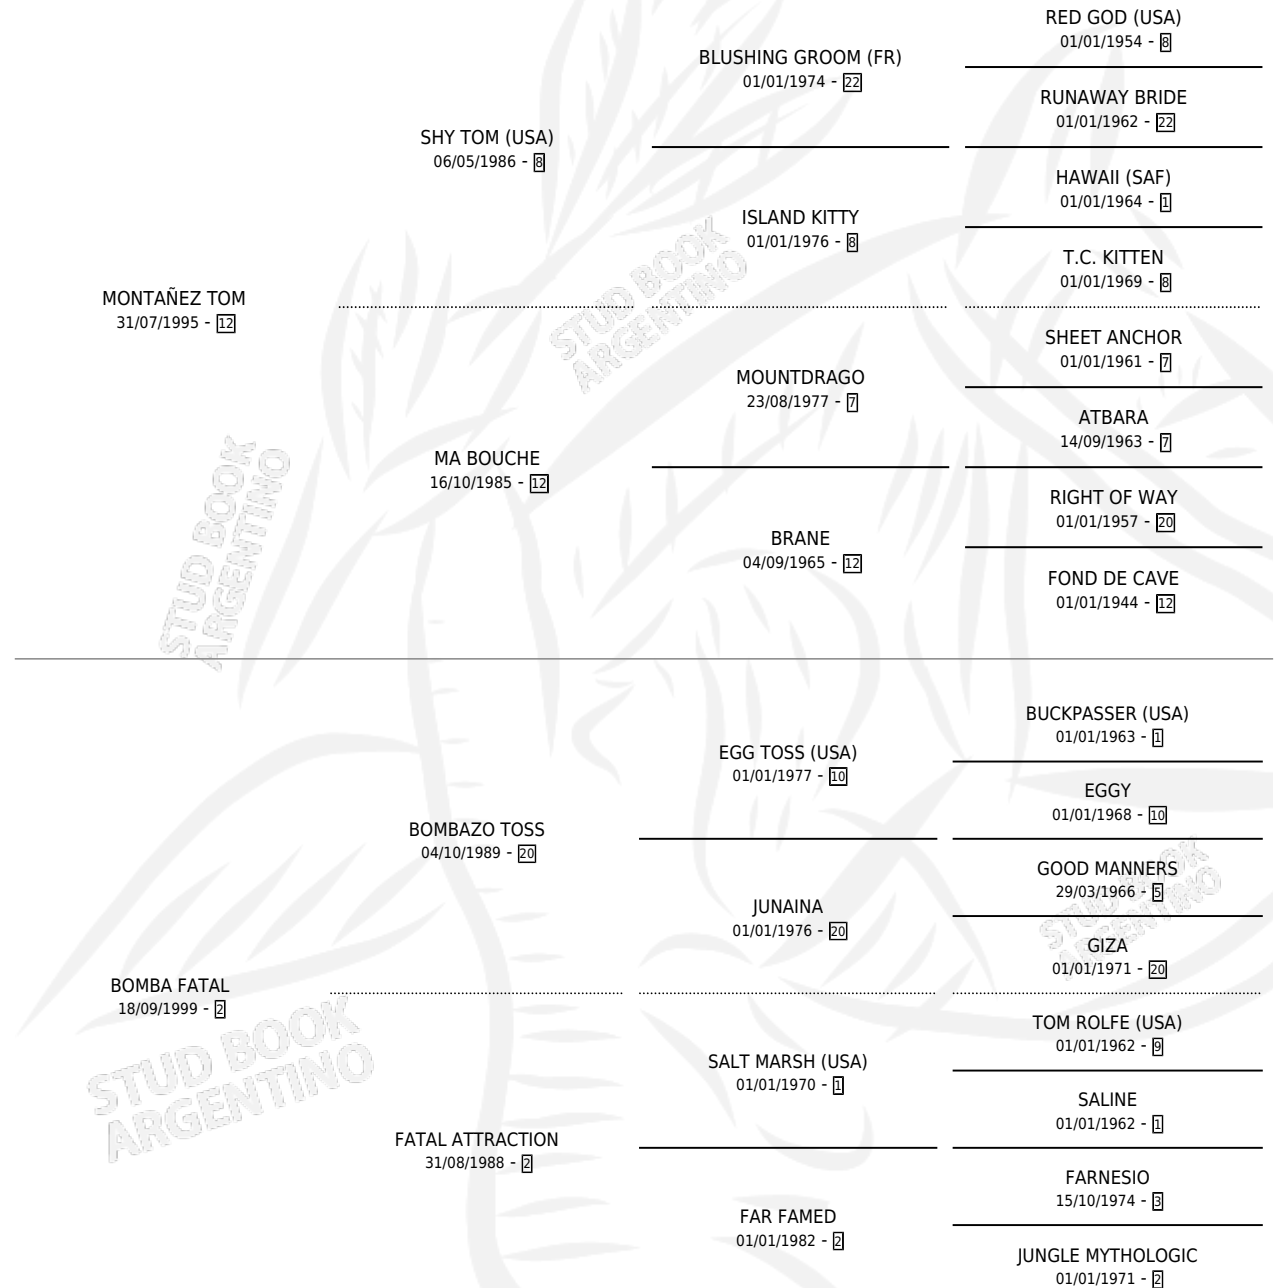 RED GOD (USA)
01/01/1954 - 8
BLUSHING GROOM (FR)
01/01/1974 - 22
RUNAWAY BRIDE
01/01/1962 - 22
SHY TOM (USA)
06/05/1986 - 8
HAWAII (SAF)
01/01/1964 - 1
ISLAND KITTY
01/01/1976 - 8
T.C. KITTEN
01/01/1969 - 8
MONTAÑEZ TOM
31/07/1995 - 12
SHEET ANCHOR
01/01/1961 - 7
MOUNTDRAGO
23/08/1977 - 7
ATBARA
14/09/1963 - 7
MA BOUCHE
16/10/1985 - 12
RIGHT OF WAY
01/01/1957 - 20
BRANE
04/09/1965 - 12
FOND DE CAVE
01/01/1944 - 12
STUD BOOK
ARGENTINO
STUD BOOK
ARGENTINO
BUCKPASSER (USA)
01/01/1963 - 1
EGG TOSS (USA)
01/01/1977 - 10
EGGY
01/01/1968 - 10
BOMBAZO TOSS
04/10/1989 - 20
GOOD MANNERS
29/03/1966 - 5
JUNAINA
01/01/1976 - 20
GIZA
01/01/1971 - 20
BOMBA FATAL
18/09/1999 - 2
TOM ROLFE (USA)
01/01/1962 - 9
SALT MARSH (USA)
01/01/1970 - 1
SALINE
01/01/1962 - 1
FATAL ATTRACTION
31/08/1988 - 2
FARNESIO
15/10/1974 - 3
FAR FAMED
01/01/1982 - 2
JUNGLE MYTHOLOGIC
01/01/1971 - 2
STUD BOOK
ARGENTINO
STUD BOOK
ARGENTINO